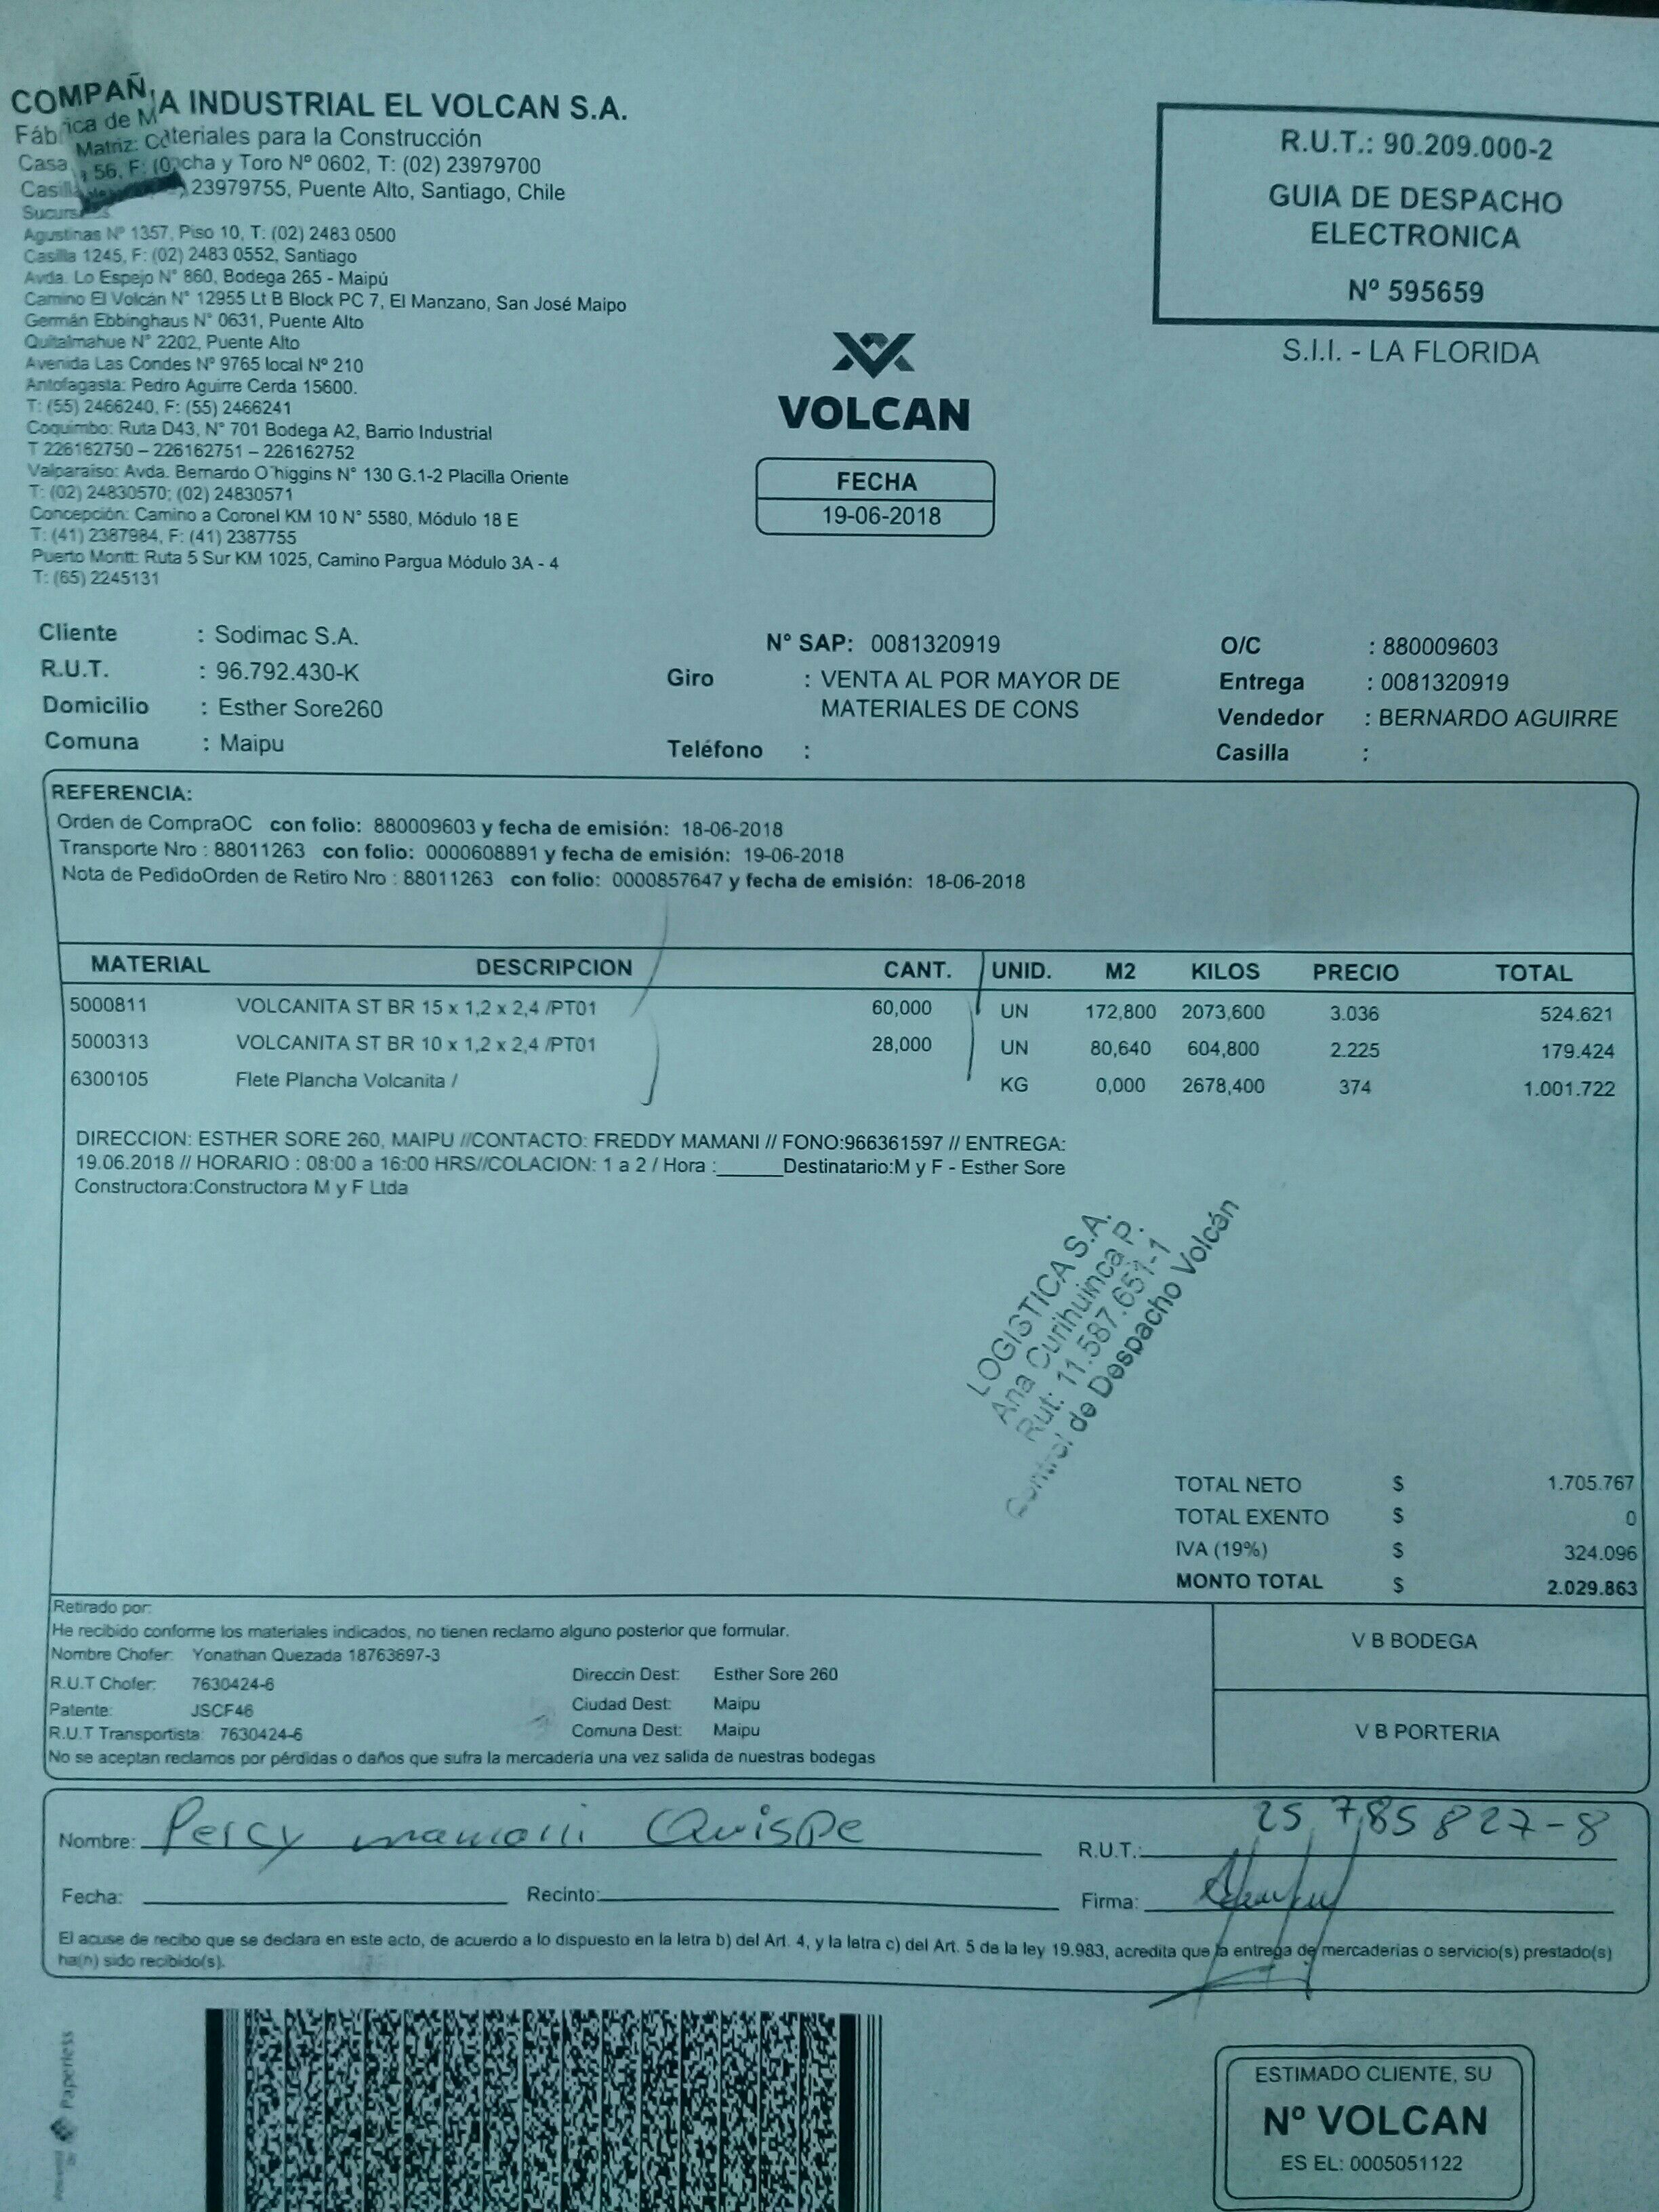 COMPAÑIA INDUSTRIAL EL VOLCAN S.A.
Fábrica de Materiales para la Construcción
Casa Matriz: Concha y Toro Nº 0602, T: (02) 23979700
Casilla 56, F: (02) 23979755, Puente Alto, Santiago, Chile
Sucursales:
Agustinas Nº 1357, Piso 10, T: (02) 2483 0500
Casilla 1245, F: (02) 2483 0552, Santiago
Avda. Lo Espejo N° 860, Bodega 265 - Maipú
Camino El Volcán N° 12955 Lt B Block PC 7, El Manzano, San José Maipo
Germán Ebbinghaus N° 0631, Puente Alto
Quitalmahue N° 2202, Puente Alto
Avenida Las Condes Nº 9765 local Nº 210
Antofagasta: Pedro Aguirre Cerda 15600.
T: (55) 2466240, F: (55) 2466241
Coquimbo: Ruta D43, N° 701 Bodega A2, Barrio Industrial
T 226162750 – 226162751 – 226162752
Valparaiso: Avda. Bernardo O´higgins N° 130 G.1-2 Placilla Oriente
T: (02) 24830570; (02) 24830571
Concepción: Camino a Coronel KM 10 N° 5580, Módulo 18 E
T: (41) 2387984, F: (41) 2387755
Puerto Montt: Ruta 5 Sur KM 1025, Camino Pargua Módulo 3A - 4
T: (65) 2245131
VOLCAN
FECHA
19-06-2018
R.U.T.: 90.209.000-2
GUIA DE DESPACHO
ELECTRONICA
Nº 595659
S.I.I. - LA FLORIDA
Cliente : Sodimac S.A.
R.U.T. : 96.792.430-K
Domicilio : Esther Sore260
Comuna : Maipu
N° SAP: 0081320919
Giro : VENTA AL POR MAYOR DE
MATERIALES DE CONS
Teléfono :
O/C : 880009603
Entrega : 0081320919
Vendedor : BERNARDO AGUIRRE
Casilla :
REFERENCIA:
Orden de CompraOC con folio: 880009603 y fecha de emisión: 18-06-2018
Transporte Nro : 88011263 con folio: 0000608891 y fecha de emisión: 19-06-2018
Nota de PedidoOrden de Retiro Nro : 88011263 con folio: 0000857647 y fecha de emisión: 18-06-2018
MATERIAL DESCRIPCION CANT. UNID. M2 KILOS PRECIO TOTAL
5000811 VOLCANITA ST BR 15 x 1,2 x 2,4 /PT01 60,000 UN 172,800 2073,600 3.036 524.621
5000313 VOLCANITA ST BR 10 x 1,2 x 2,4 /PT01 28,000 UN 80,640 604,800 2.225 179.424
6300105 Flete Plancha Volcanita / KG 0,000 2678,400 374 1.001.722
DIRECCION: ESTHER SORE 260, MAIPU //CONTACTO: FREDDY MAMANI // FONO:966361597 // ENTREGA:
19.06.2018 // HORARIO : 08:00 a 16:00 HRS//COLACION: 1 a 2 / Hora :______Destinatario:M y F - Esther Sore
Constructora:Constructora M y F Ltda
LOGISTICA S.A.
Ana Curihuinca P.
Rut: 11.587.651-1
Control de Despacho Volcán
TOTAL NETO $ 1.705.767
TOTAL EXENTO $ 0
IVA (19%) $ 324.096
MONTO TOTAL $ 2.029.863
Retirado por:
He recibido conforme los materiales indicados, no tienen reclamo alguno posterior que formular.
Nombre Chofer: Yonathan Quezada 18763697-3
R.U.T Chofer: 7630424-6
Patente: JSCF46
R.U.T Transportista: 7630424-6
Direccin Dest: Esther Sore 260
Ciudad Dest: Maipu
Comuna Dest: Maipu
No se aceptan reclamos por pérdidas o daños que sufra la mercadería una vez salida de nuestras bodegas
V B BODEGA
V B PORTERIA
Nombre: Percy mamani Quispe
R.U.T.: 25 785 827-8
Fecha: Recinto: Firma:
El acuse de recibo que se declara en este acto, de acuerdo a lo dispuesto en la letra b) del Art. 4, y la letra c) del Art. 5 de la ley 19.983, acredita que la entrega de mercaderías o servicio(s) prestado(s)
ha(n) sido recibido(s).
Paperless
ESTIMADO CLIENTE, SU
Nº VOLCAN
ES EL: 0005051122